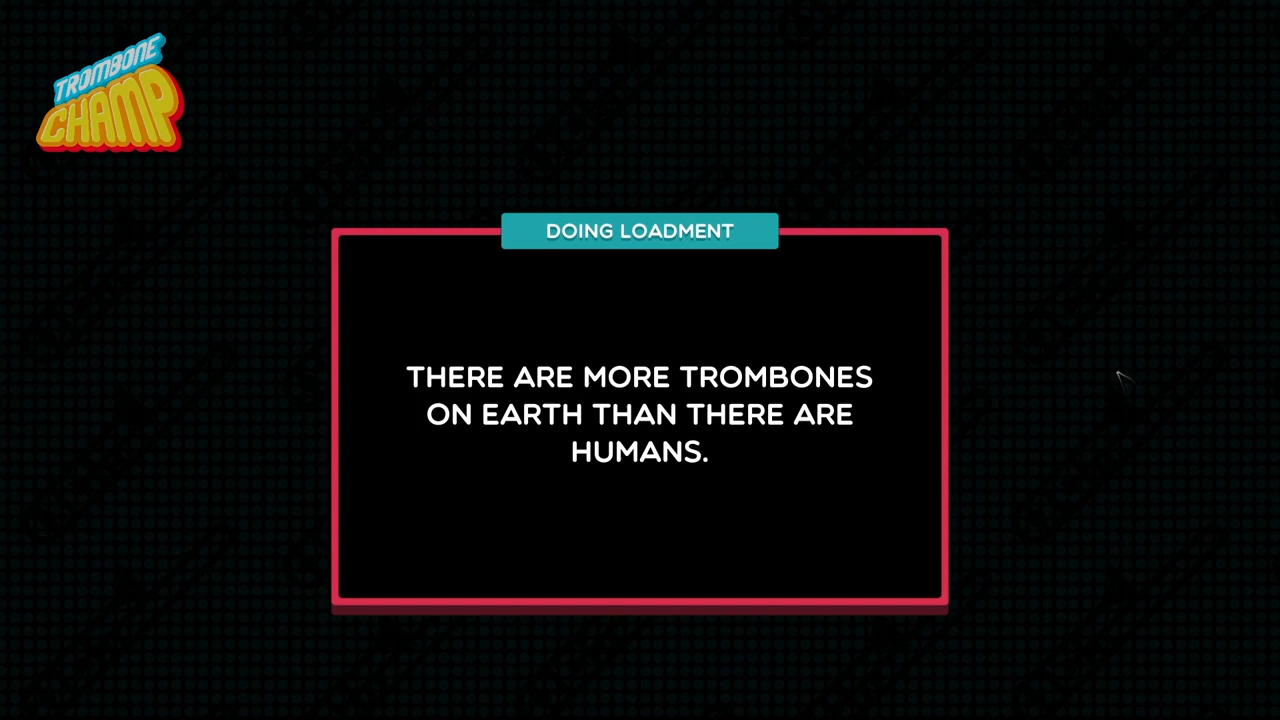 TROMBONE
CHAMP
DOING LOADMENT
THERE ARE MORE TROMBONES
ON EARTH THAN THERE ARE
HUMANS.